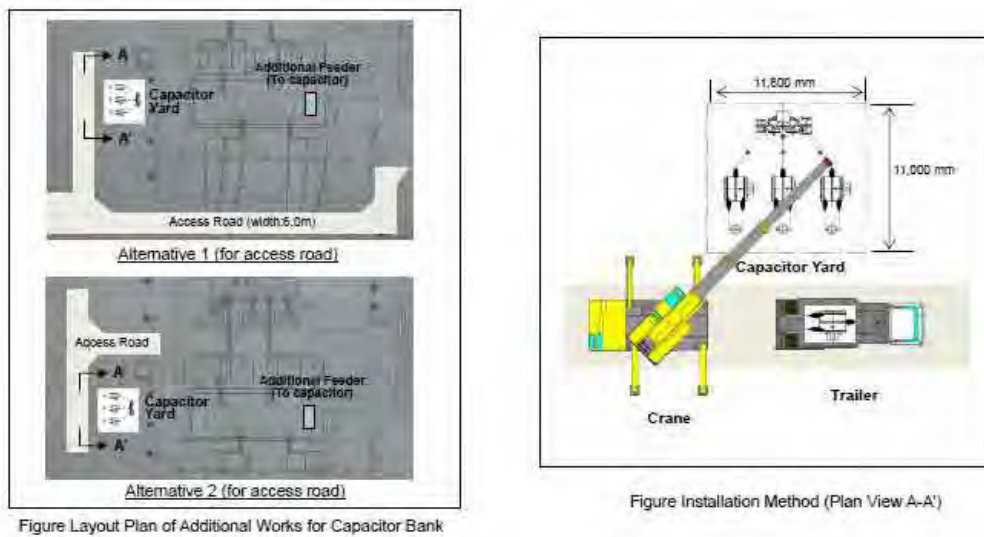 A
Additional Feeder
(To capacitor)
Capacitor
Yard
A'
Access Road (width:6.0m)
Alternative 1 (for access road)
Access Road
A
Additional Feeder
(To capacitor)
Capacitor
Yard
A'
Alternative 2 (for access road)
Figure Layout Plan of Additional Works for Capacitor Bank
11,800 mm
11,000 mm
Capacitor Yard
Crane
Trailer
Figure Installation Method (Plan View A-A')